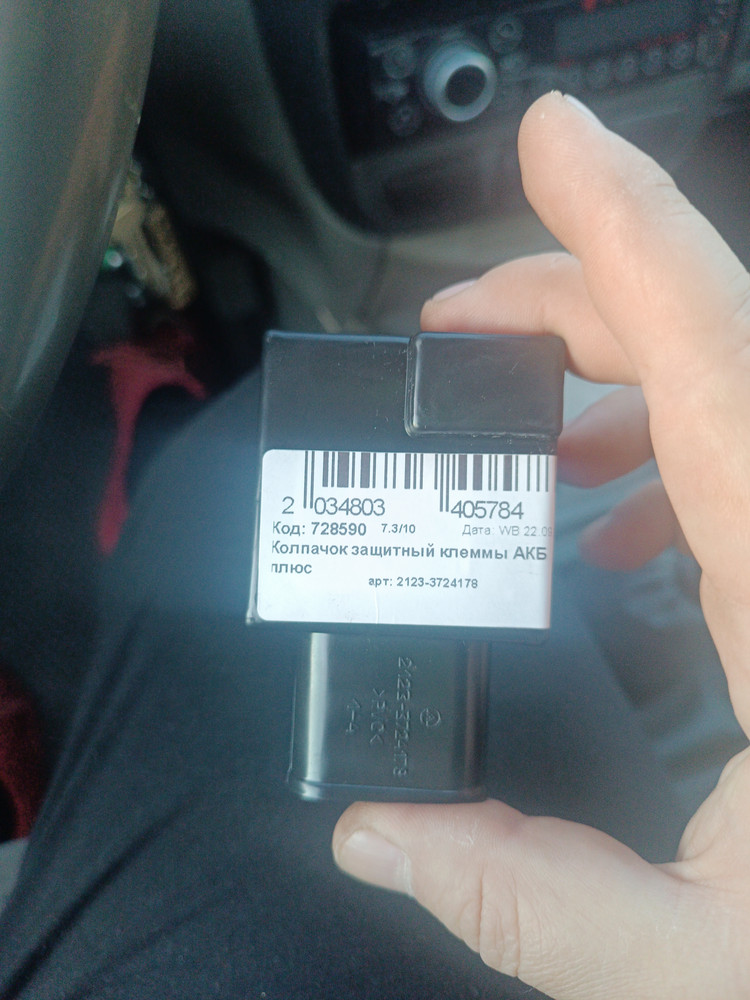 2 034803 405784
Код: 728590 7.3/10 Дата: WB 22.09
Колпачок защитный клеммы АКБ
плюс
арт: 2123-3724178
2123-3724178